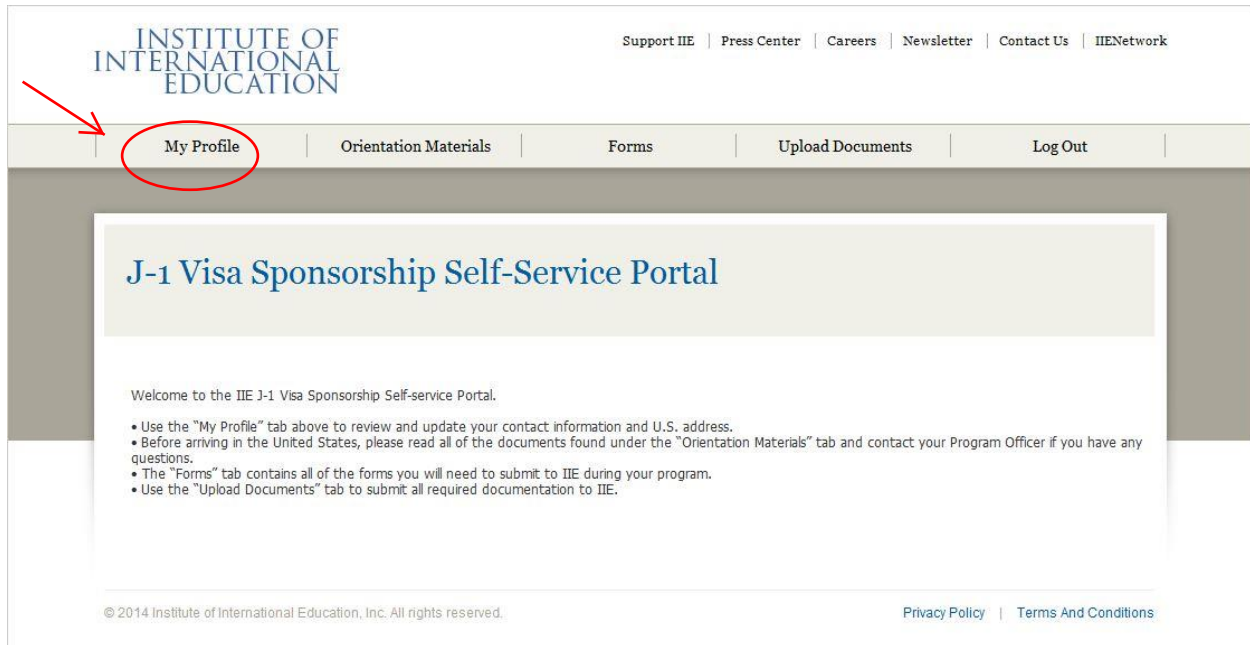 INSTITUTE OF
INTERNATIONAL
EDUCATION
Support IIE | Press Center | Careers | Newsletter | Contact Us | IIENetwork
My Profile | Orientation Materials | Forms | Upload Documents | Log Out
J-1 Visa Sponsorship Self-Service Portal
Welcome to the IIE J-1 Visa Sponsorship Self-service Portal.
• Use the "My Profile" tab above to review and update your contact information and U.S. address.
• Before arriving in the United States, please read all of the documents found under the "Orientation Materials" tab and contact your Program Officer if you have any
questions.
• The "Forms" tab contains all of the forms you will need to submit to IIE during your program.
• Use the "Upload Documents" tab to submit all required documentation to IIE.
© 2014 Institute of International Education, Inc. All rights reserved.
Privacy Policy | Terms And Conditions